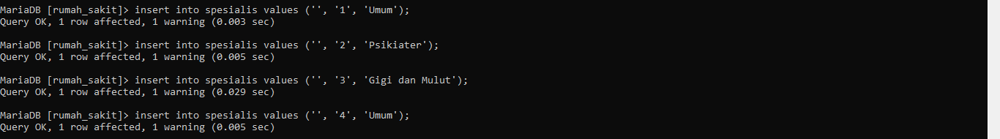 MariaDB [rumah_sakit]> insert into spesialis values ('', '1', 'Umum');
Query OK, 1 row affected, 1 warning (0.003 sec)
MariaDB [rumah_sakit]> insert into spesialis values ('', '2', 'Psikiater');
Query OK, 1 row affected, 1 warning (0.005 sec)
MariaDB [rumah_sakit]> insert into spesialis values ('', '3', 'Gigi dan Mulut');
Query OK, 1 row affected, 1 warning (0.029 sec)
MariaDB [rumah_sakit]> insert into spesialis values ('', '4', 'Umum');
Query OK, 1 row affected, 1 warning (0.005 sec)